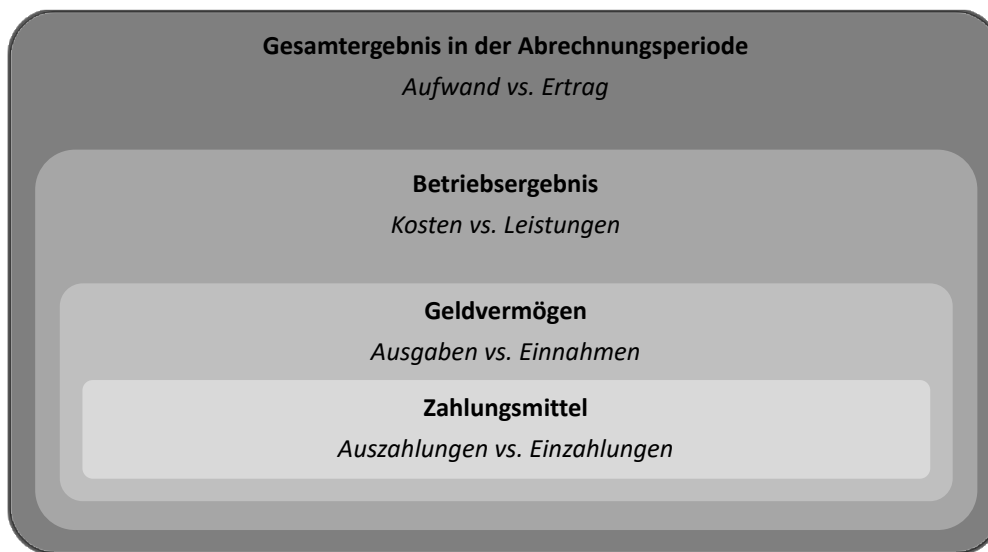 Gesamtergebnis in der Abrechnungsperiode
Aufwand vs. Ertrag
Betriebsergebnis
Kosten vs. Leistungen
Geldvermögen
Ausgaben vs. Einnahmen
Zahlungsmittel
Auszahlungen vs. Einzahlungen